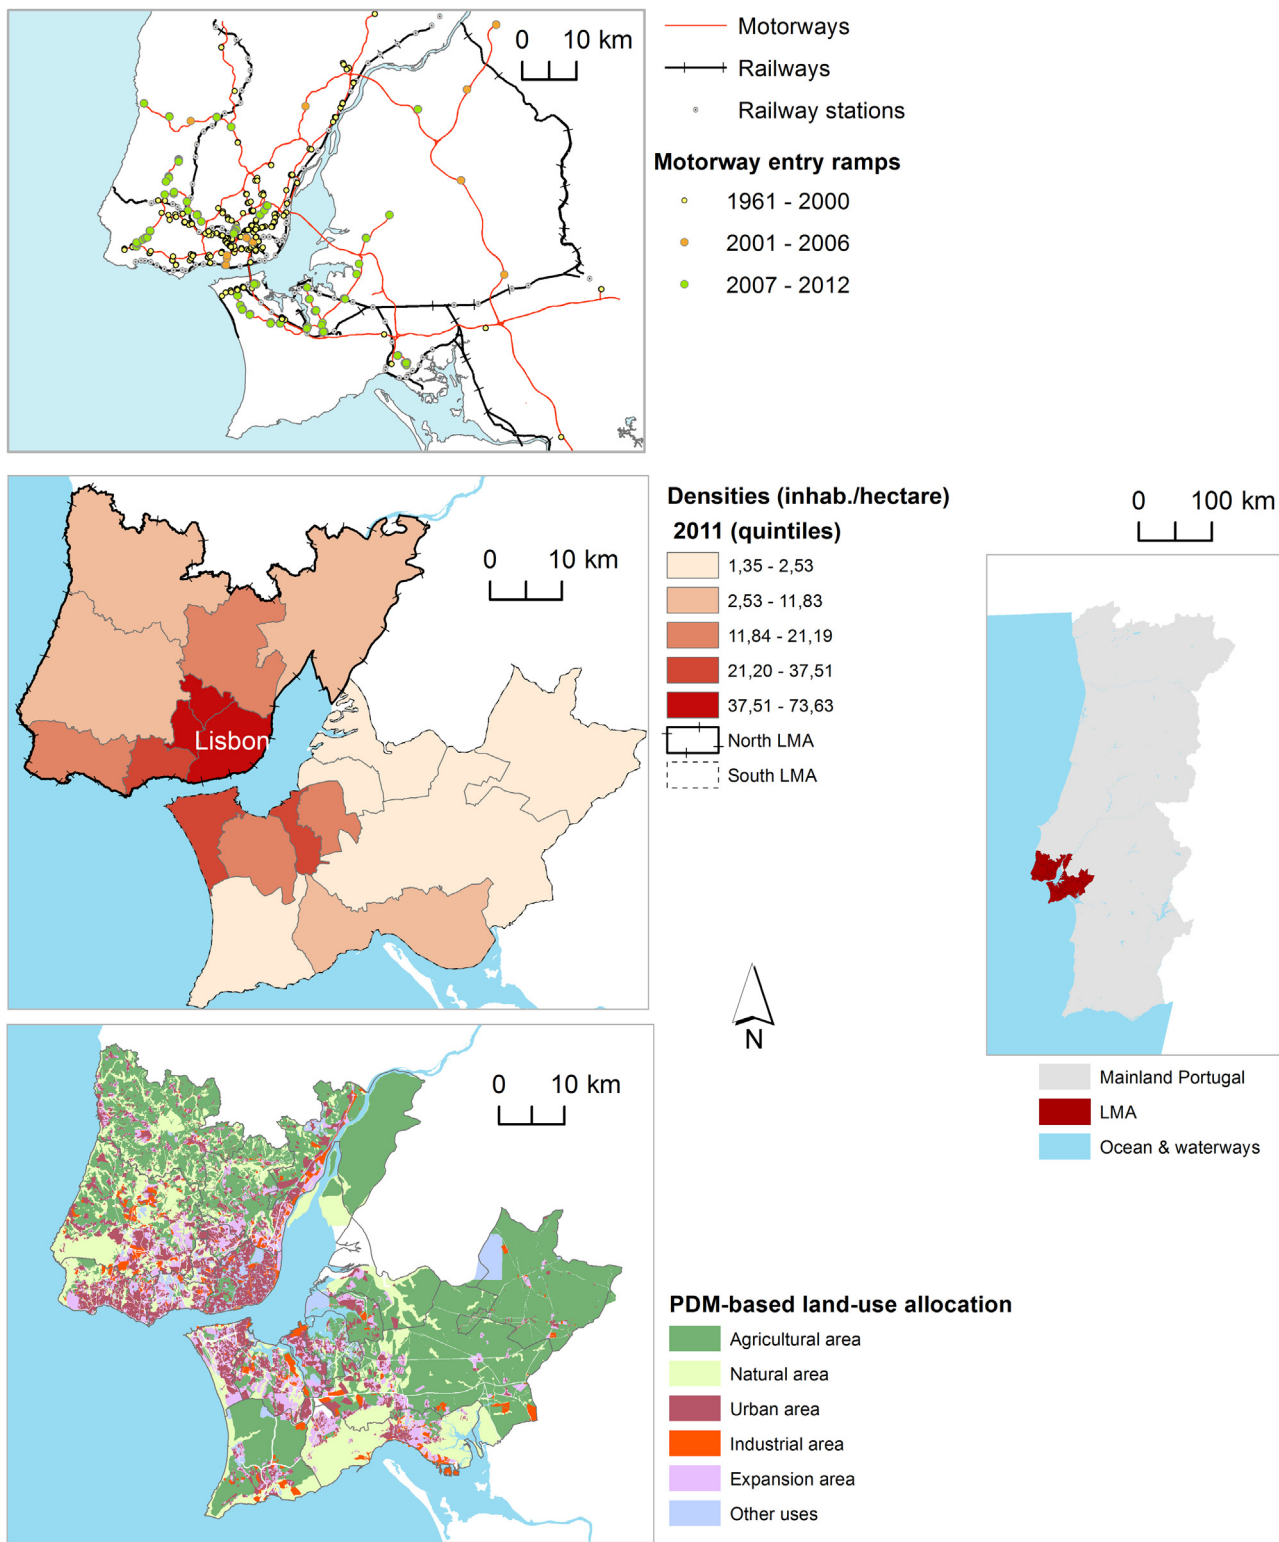 0 10 km
Motorways
Railways
Railway stations
Motorway entry ramps
1961 - 2000
2001 - 2006
2007 - 2012
Densities (inhab./hectare)
2011 (quintiles)
0 10 km
1,35 - 2,53
2,53 - 11,83
11,84 - 21,19
21,20 - 37,51
37,51 - 73,63
North LMA
South LMA
Lisbon
0 100 km
N
Mainland Portugal
LMA
Ocean & waterways
0 10 km
PDM-based land-use allocation
Agricultural area
Natural area
Urban area
Industrial area
Expansion area
Other uses